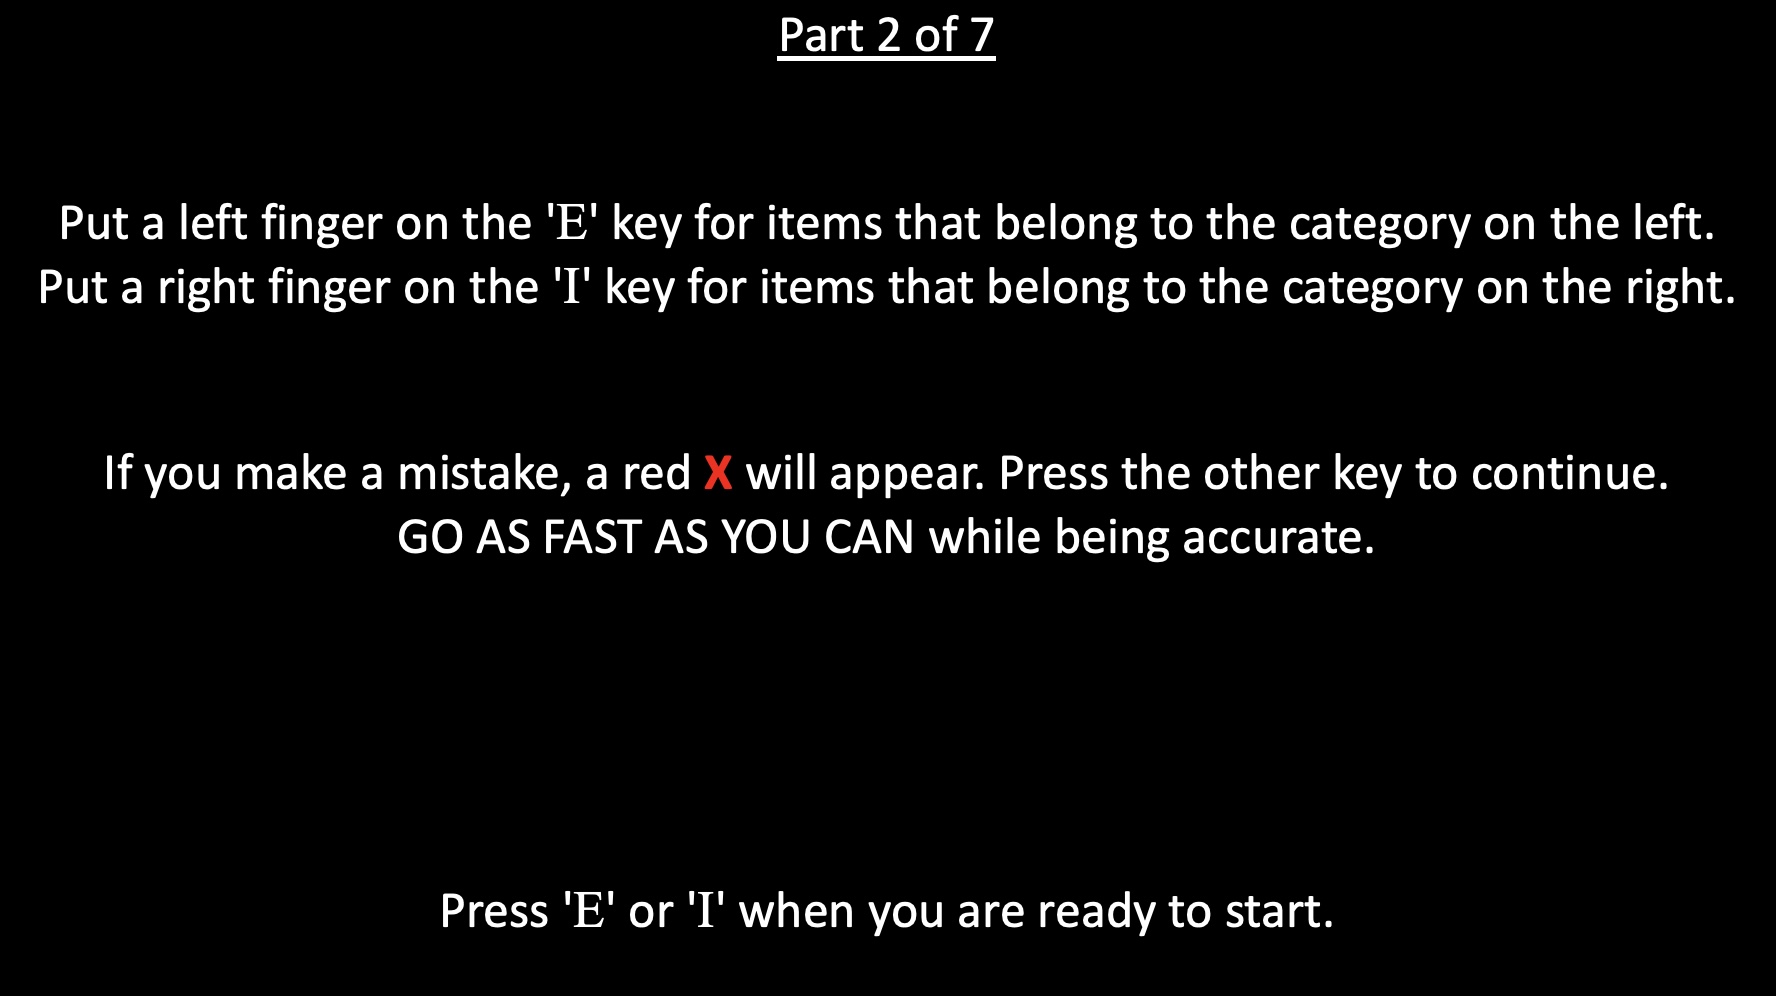 Part 2 of 7
Put a left finger on the 'E' key for items that belong to the category on the left.
Put a right finger on the 'I' key for items that belong to the category on the right.
If you make a mistake, a red X will appear. Press the other key to continue.
GO AS FAST AS YOU CAN while being accurate.
Press 'E' or 'I' when you are ready to start.